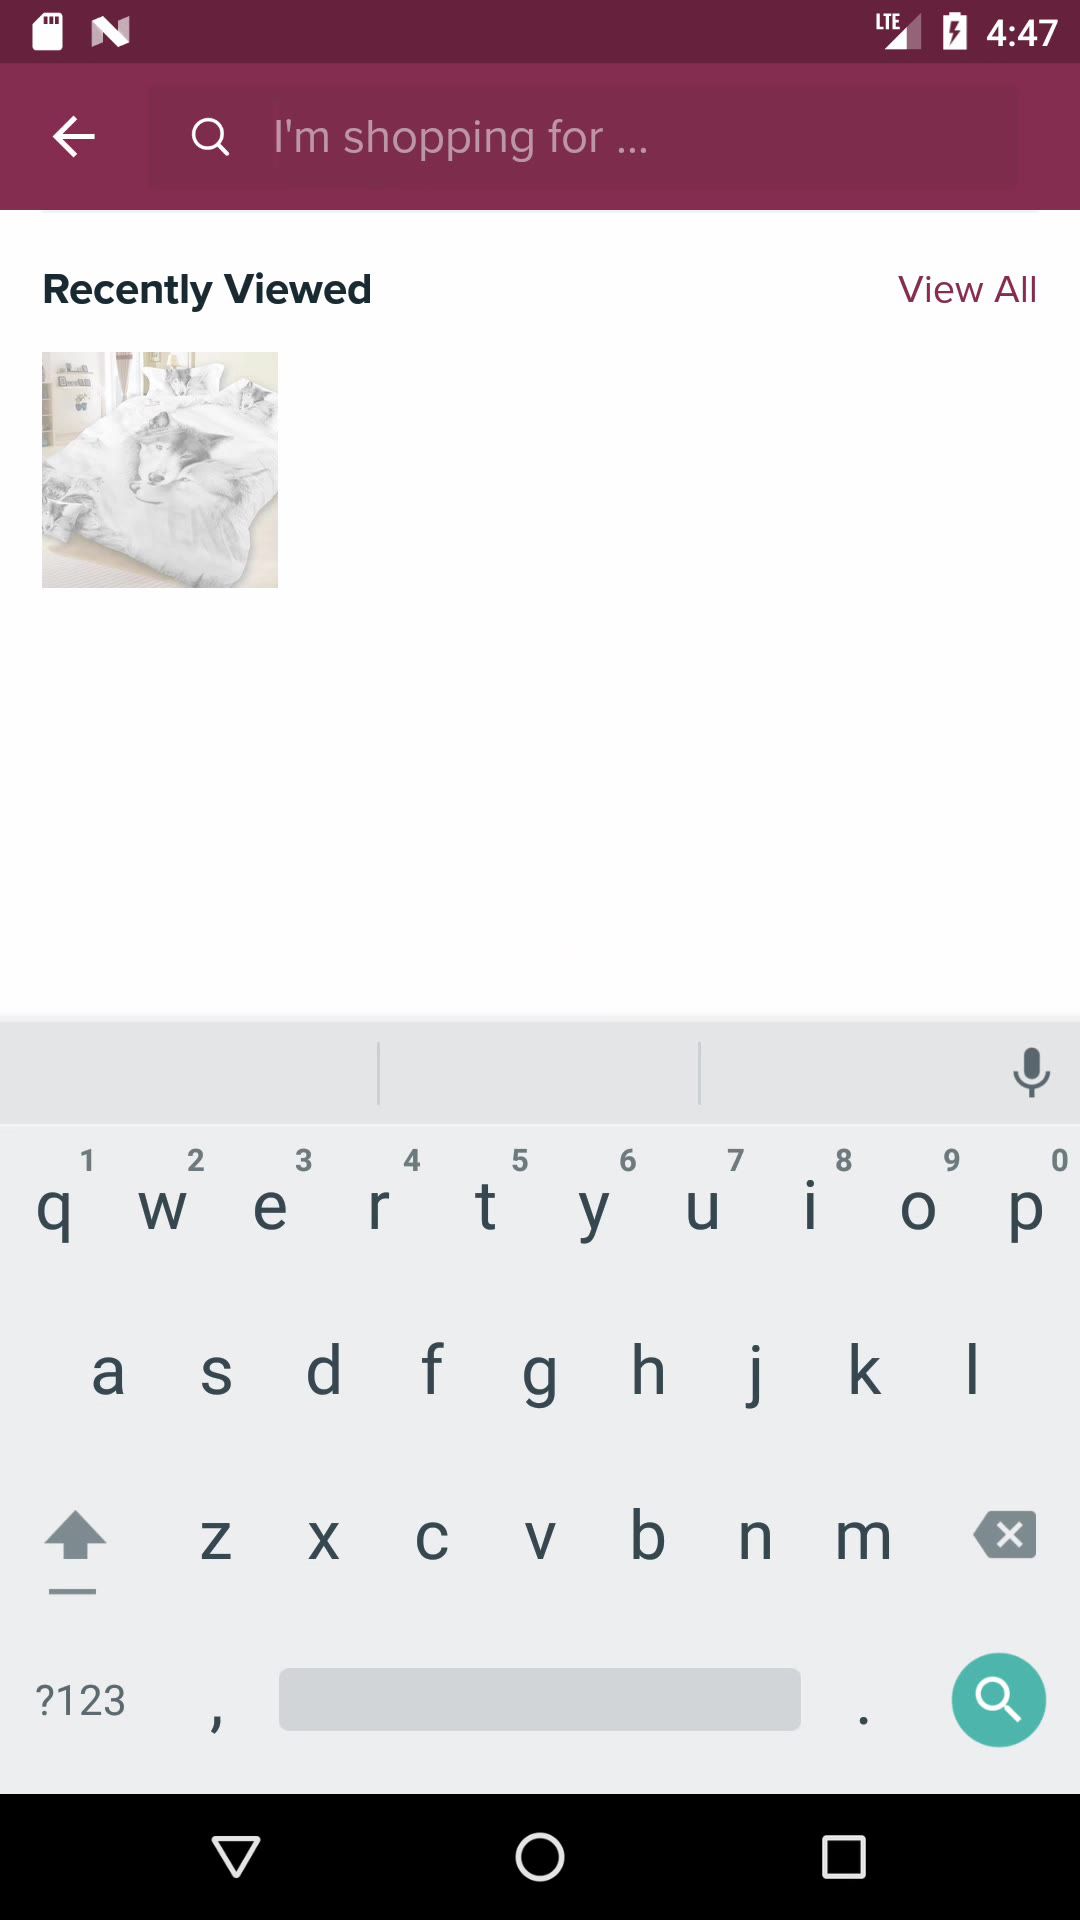 LTE 4:47
I'm shopping for ...
Recently Viewed View All
1 2 3 4 5 6 7 8 9 0
q w e r t y u i o p
a s d f g h j k l
z x c v b n m
?123 , .